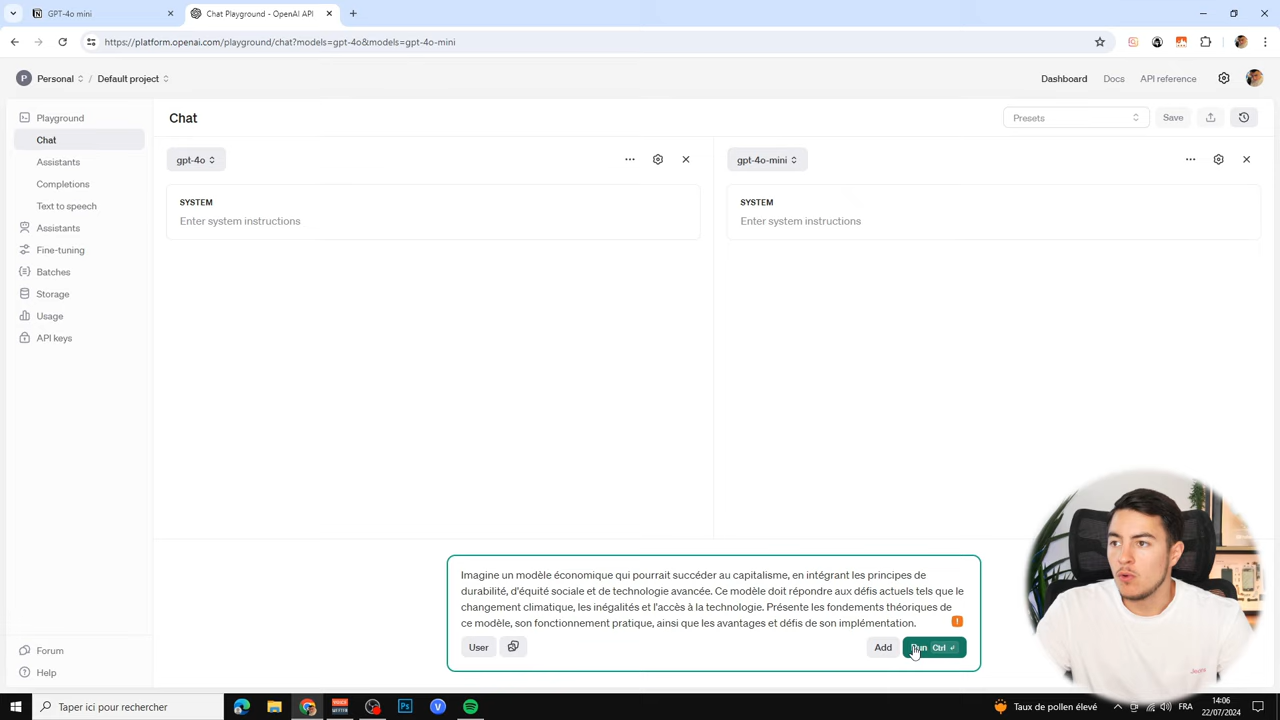 GPT-4o mini
Chat Playground - OpenAI API
https://platform.openai.com/playground/chat?models=gpt-4o&models=gpt-4o-mini
P Personal / Default project
Dashboard Docs API reference
Playground
Chat
Assistants
Completions
Text to speech
Assistants
Fine-tuning
Batches
Storage
Usage
API keys
Forum
Help
Chat
Presets
Save
gpt-4o
SYSTEM
Enter system instructions
gpt-4o-mini
SYSTEM
Enter system instructions
Imagine un modèle économique qui pourrait succéder au capitalisme, en intégrant les principes de
durabilité, d'équité sociale et de technologie avancée. Ce modèle doit répondre aux défis actuels tels que le
changement climatique, les inégalités et l'accès à la technologie. Présente les fondements théoriques de
ce modèle, son fonctionnement pratique, ainsi que les avantages et défis de son implémentation.
User
Add
Ctrl
Taper ici pour rechercher
Taux de pollen élevé
FRA
14:06
22/07/2024